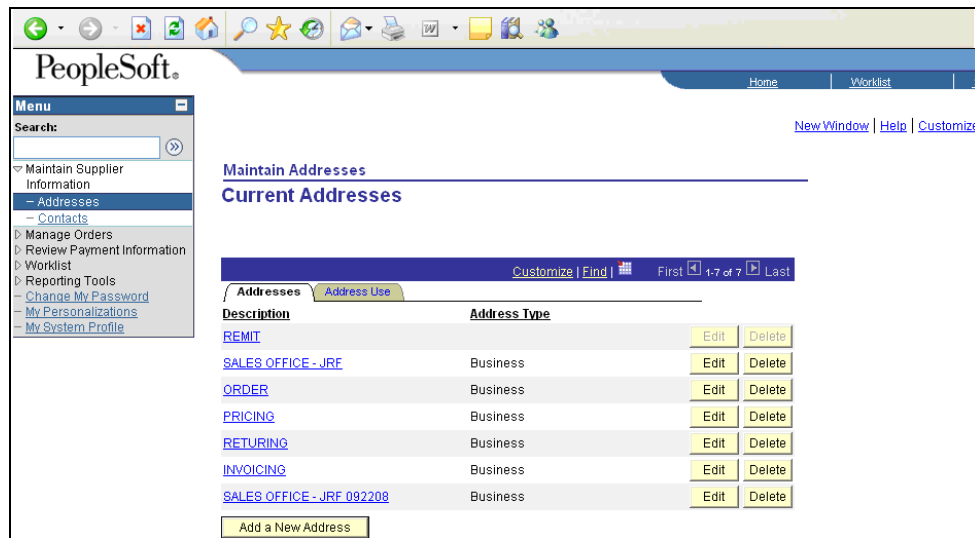 PeopleSoft.
Home | Worklist
Menu
New Window | Help | Customize
Search:
Maintain Supplier
Information
Addresses
Contacts
Manage Orders
Review Payment Information
Worklist
Reporting Tools
Change My Password
My Personalizations
My System Profile
Maintain Addresses
Current Addresses
Customize | Find | First 1-7 of 7 Last
Addresses Address Use
Description Address Type
REMIT Edit Delete
SALES OFFICE - JRF Business Edit Delete
ORDER Business Edit Delete
PRICING Business Edit Delete
RETURING Business Edit Delete
INVOICING Business Edit Delete
SALES OFFICE - JRF 092208 Business Edit Delete
Add a New Address